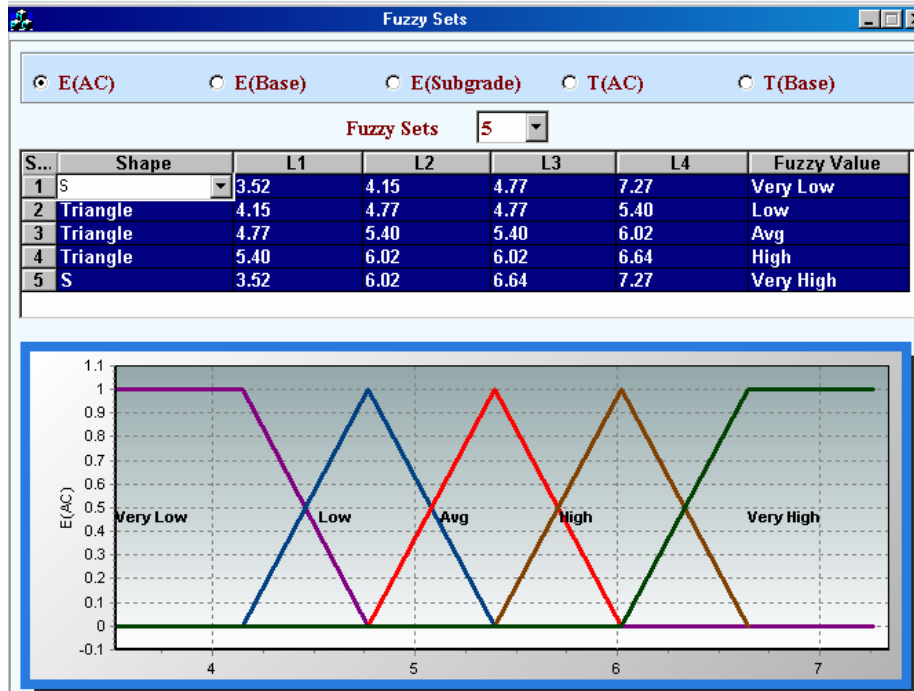 Fuzzy Sets
E(AC) E(Base) E(Subgrade) T(AC) T(Base)
Fuzzy Sets 5
S... Shape L1 L2 L3 L4 Fuzzy Value
1 S 3.52 4.15 4.77 7.27 Very Low
2 Triangle 4.15 4.77 4.77 5.40 Low
3 Triangle 4.77 5.40 5.40 6.02 Avg
4 Triangle 5.40 6.02 6.02 6.64 High
5 S 3.52 6.02 6.64 7.27 Very High
1.1
1
0.9
0.8
0.7
0.6
0.5
0.4
0.3
0.2
0.1
0
-0.1
E(AC)
Very Low Low Avg High Very High
4 5 6 7